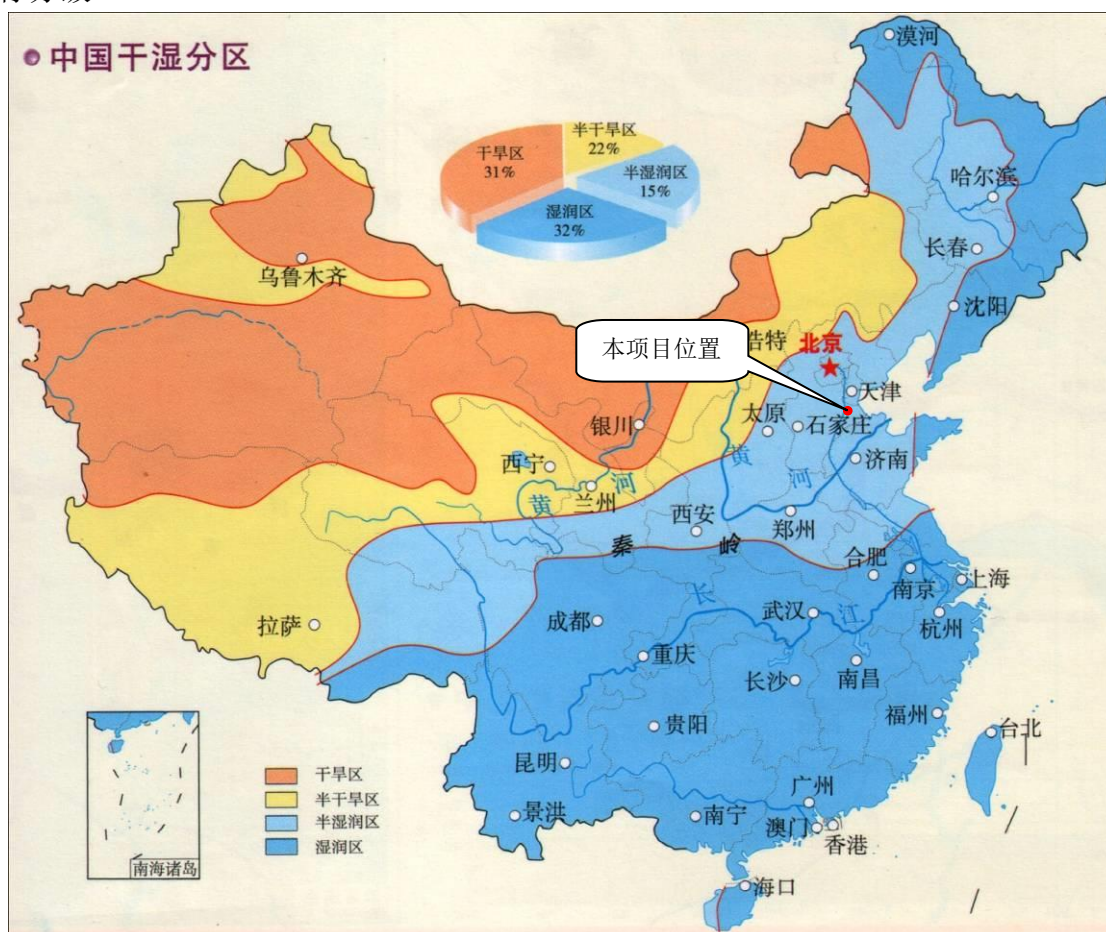 中国干湿分区
漠河
干旱区
31%
半干旱区
22%
半湿润区
15%
湿润区
32%
哈尔滨
长春
沈阳
乌鲁木齐
本项目位置
浩特
北京
天津
银川
太原
石家庄
济南
西宁
兰州
黄
河
黄
河
西安
郑州
秦
岭
合肥
南京
上海
拉萨
成都
长
江
武汉
杭州
重庆
长沙
南昌
贵阳
福州
台北
昆明
景洪
广州
南宁
澳门
香港
海口
南海诸岛
干旱区
半干旱区
半湿润区
湿润区